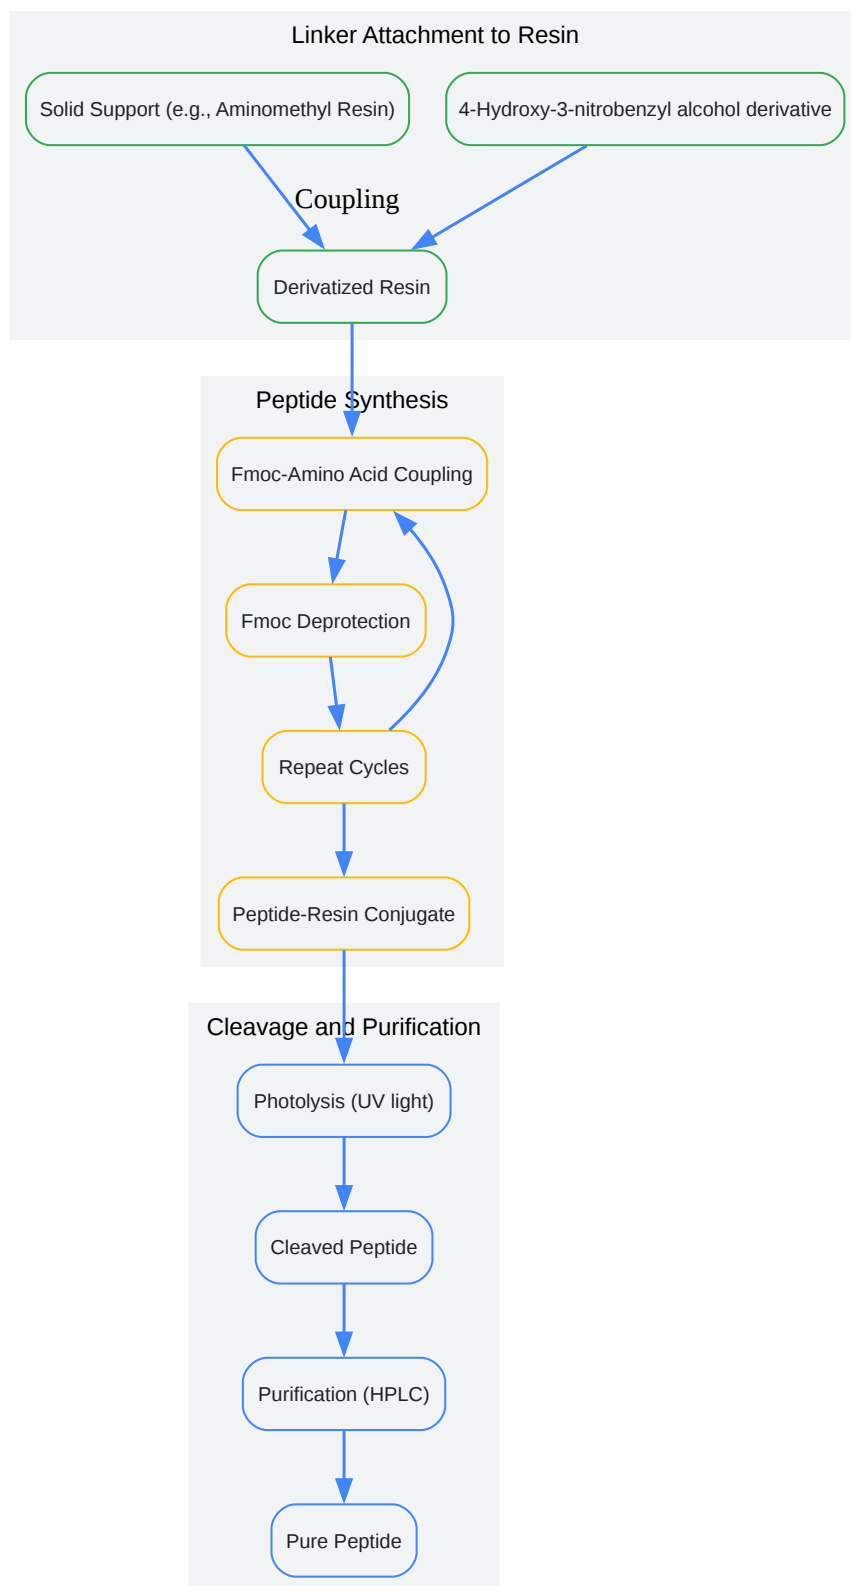 Linker Attachment to Resin
Solid Support (e.g., Aminomethyl Resin)
4-Hydroxy-3-nitrobenzyl alcohol derivative
Coupling
Derivatized Resin
Peptide Synthesis
Fmoc-Amino Acid Coupling
Fmoc Deprotection
Repeat Cycles
Peptide-Resin Conjugate
Cleavage and Purification
Photolysis (UV light)
Cleaved Peptide
Purification (HPLC)
Pure Peptide